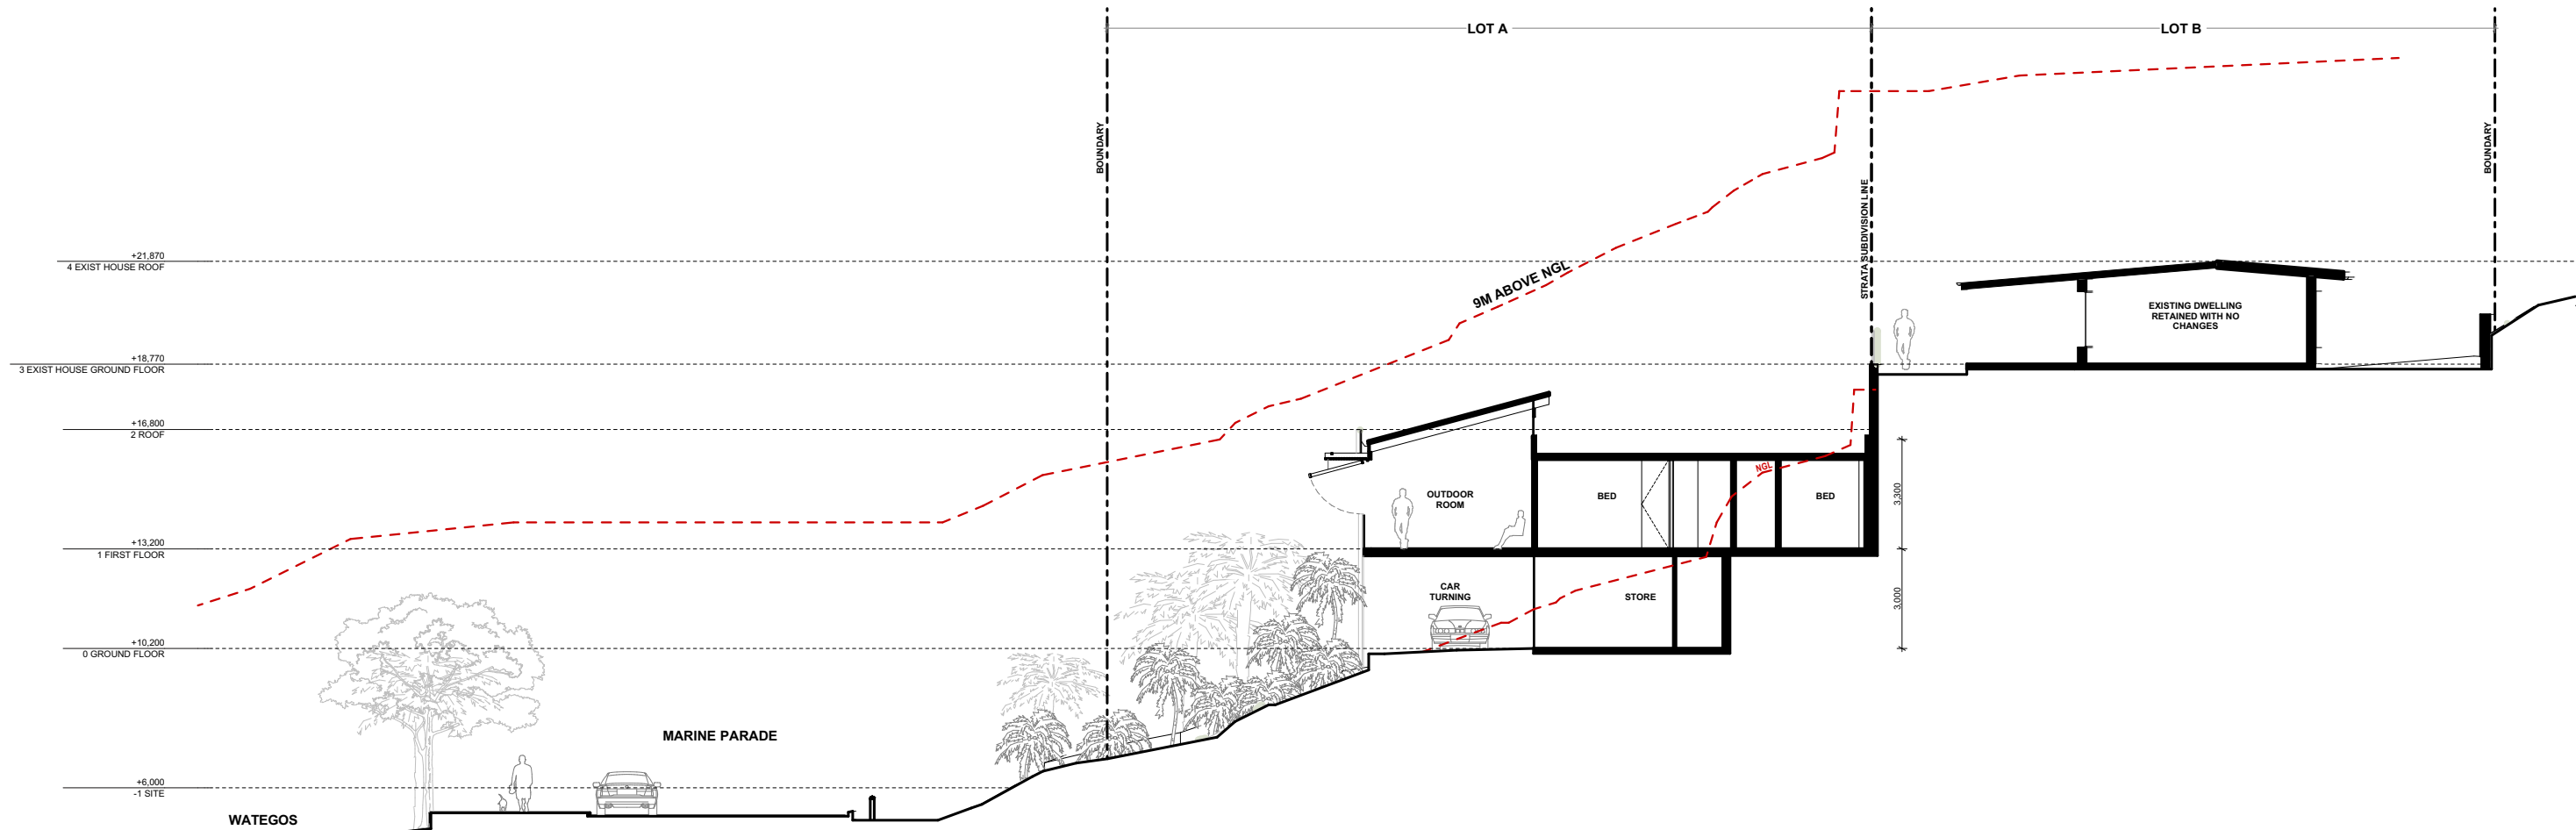 LOT A
LOT B
BOUNDARY
BOUNDARY
STRATA SUBDIVISION LINE
+21,870
4 EXIST HOUSE ROOF
9M ABOVE NGL
EXISTING DWELLING
RETAINED WITH NO
CHANGES
+18,770
3 EXIST HOUSE GROUND FLOOR
+16,800
2 ROOF
NGL
OUTDOOR
ROOM
BED
BED
3,300
+13,200
1 FIRST FLOOR
CAR
TURNING
STORE
3,000
+10,200
0 GROUND FLOOR
MARINE PARADE
+6,000
-1 SITE
WATEGOS